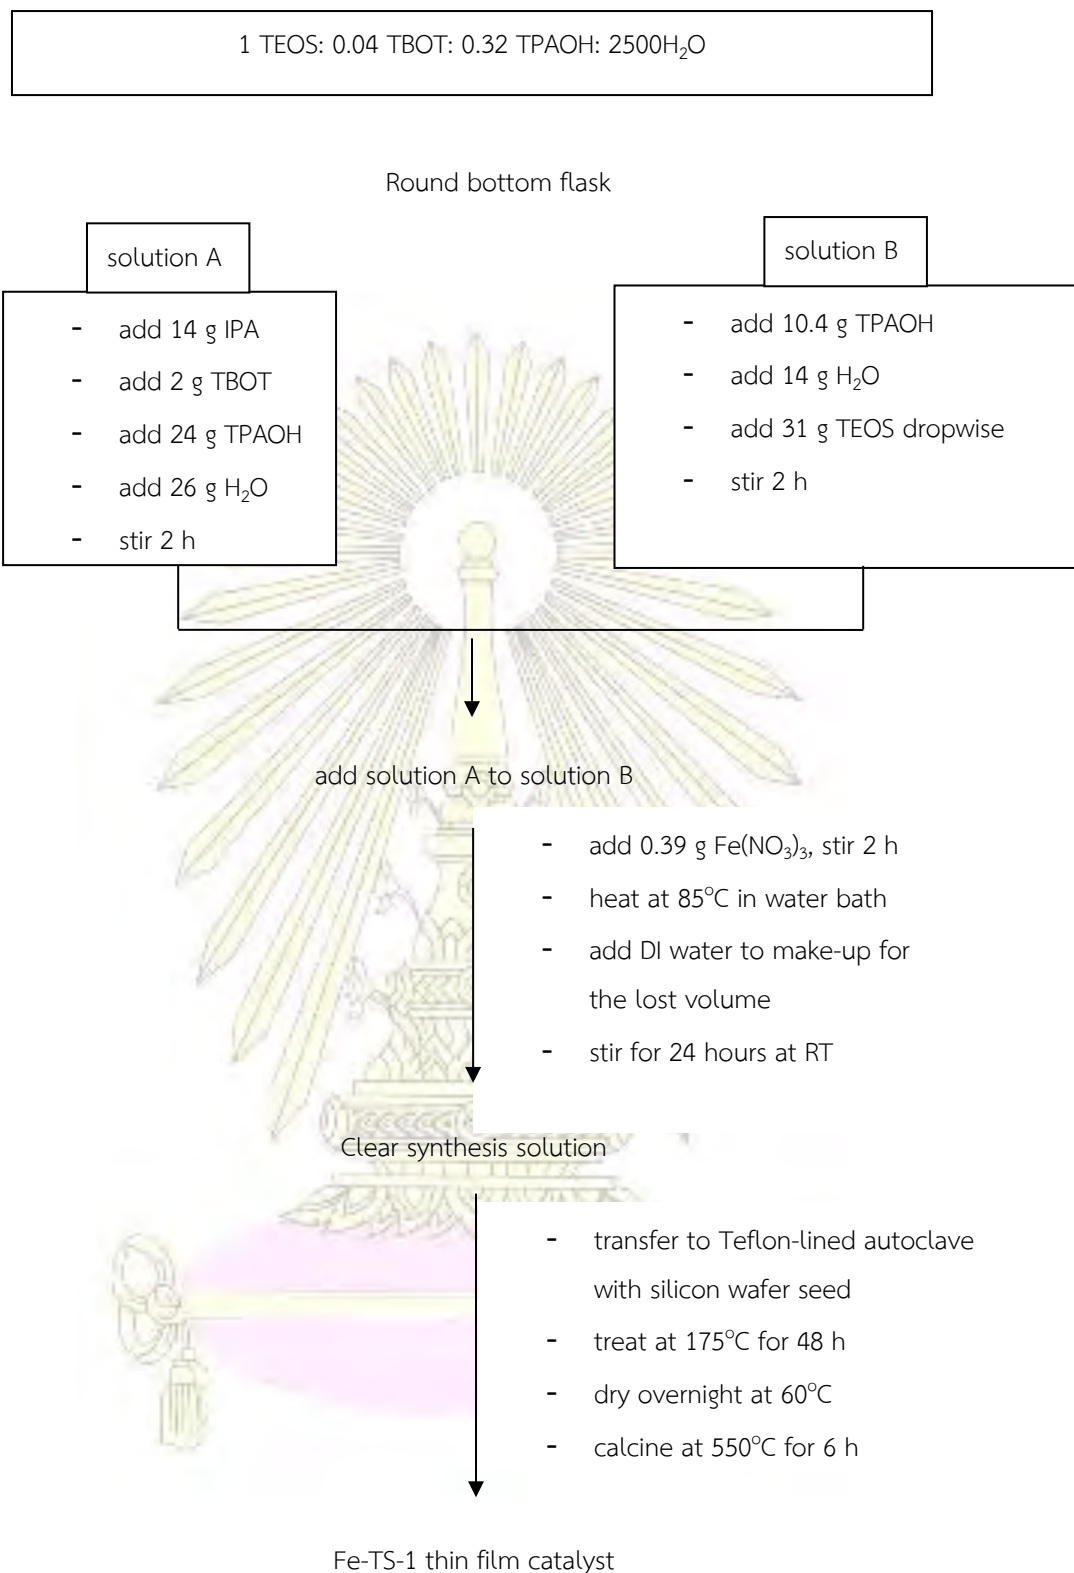 1 TEOS: 0.04 TBOT: 0.32 TPAOH: 2500H₂O
Round bottom flask
solution A
- add 14 g IPA
- add 2 g TBOT
- add 24 g TPAOH
- add 26 g H₂O
- stir 2 h
solution B
- add 10.4 g TPAOH
- add 14 g H₂O
- add 31 g TEOS dropwise
- stir 2 h
add solution A to solution B
- add 0.39 g Fe(NO₃)₃, stir 2 h
- heat at 85°C in water bath
- add DI water to make-up for
the lost volume
- stir for 24 hours at RT
Clear synthesis solution
- transfer to Teflon-lined autoclave
with silicon wafer seed
- treat at 175°C for 48 h
- dry overnight at 60°C
- calcine at 550°C for 6 h
Fe-TS-1 thin film catalyst